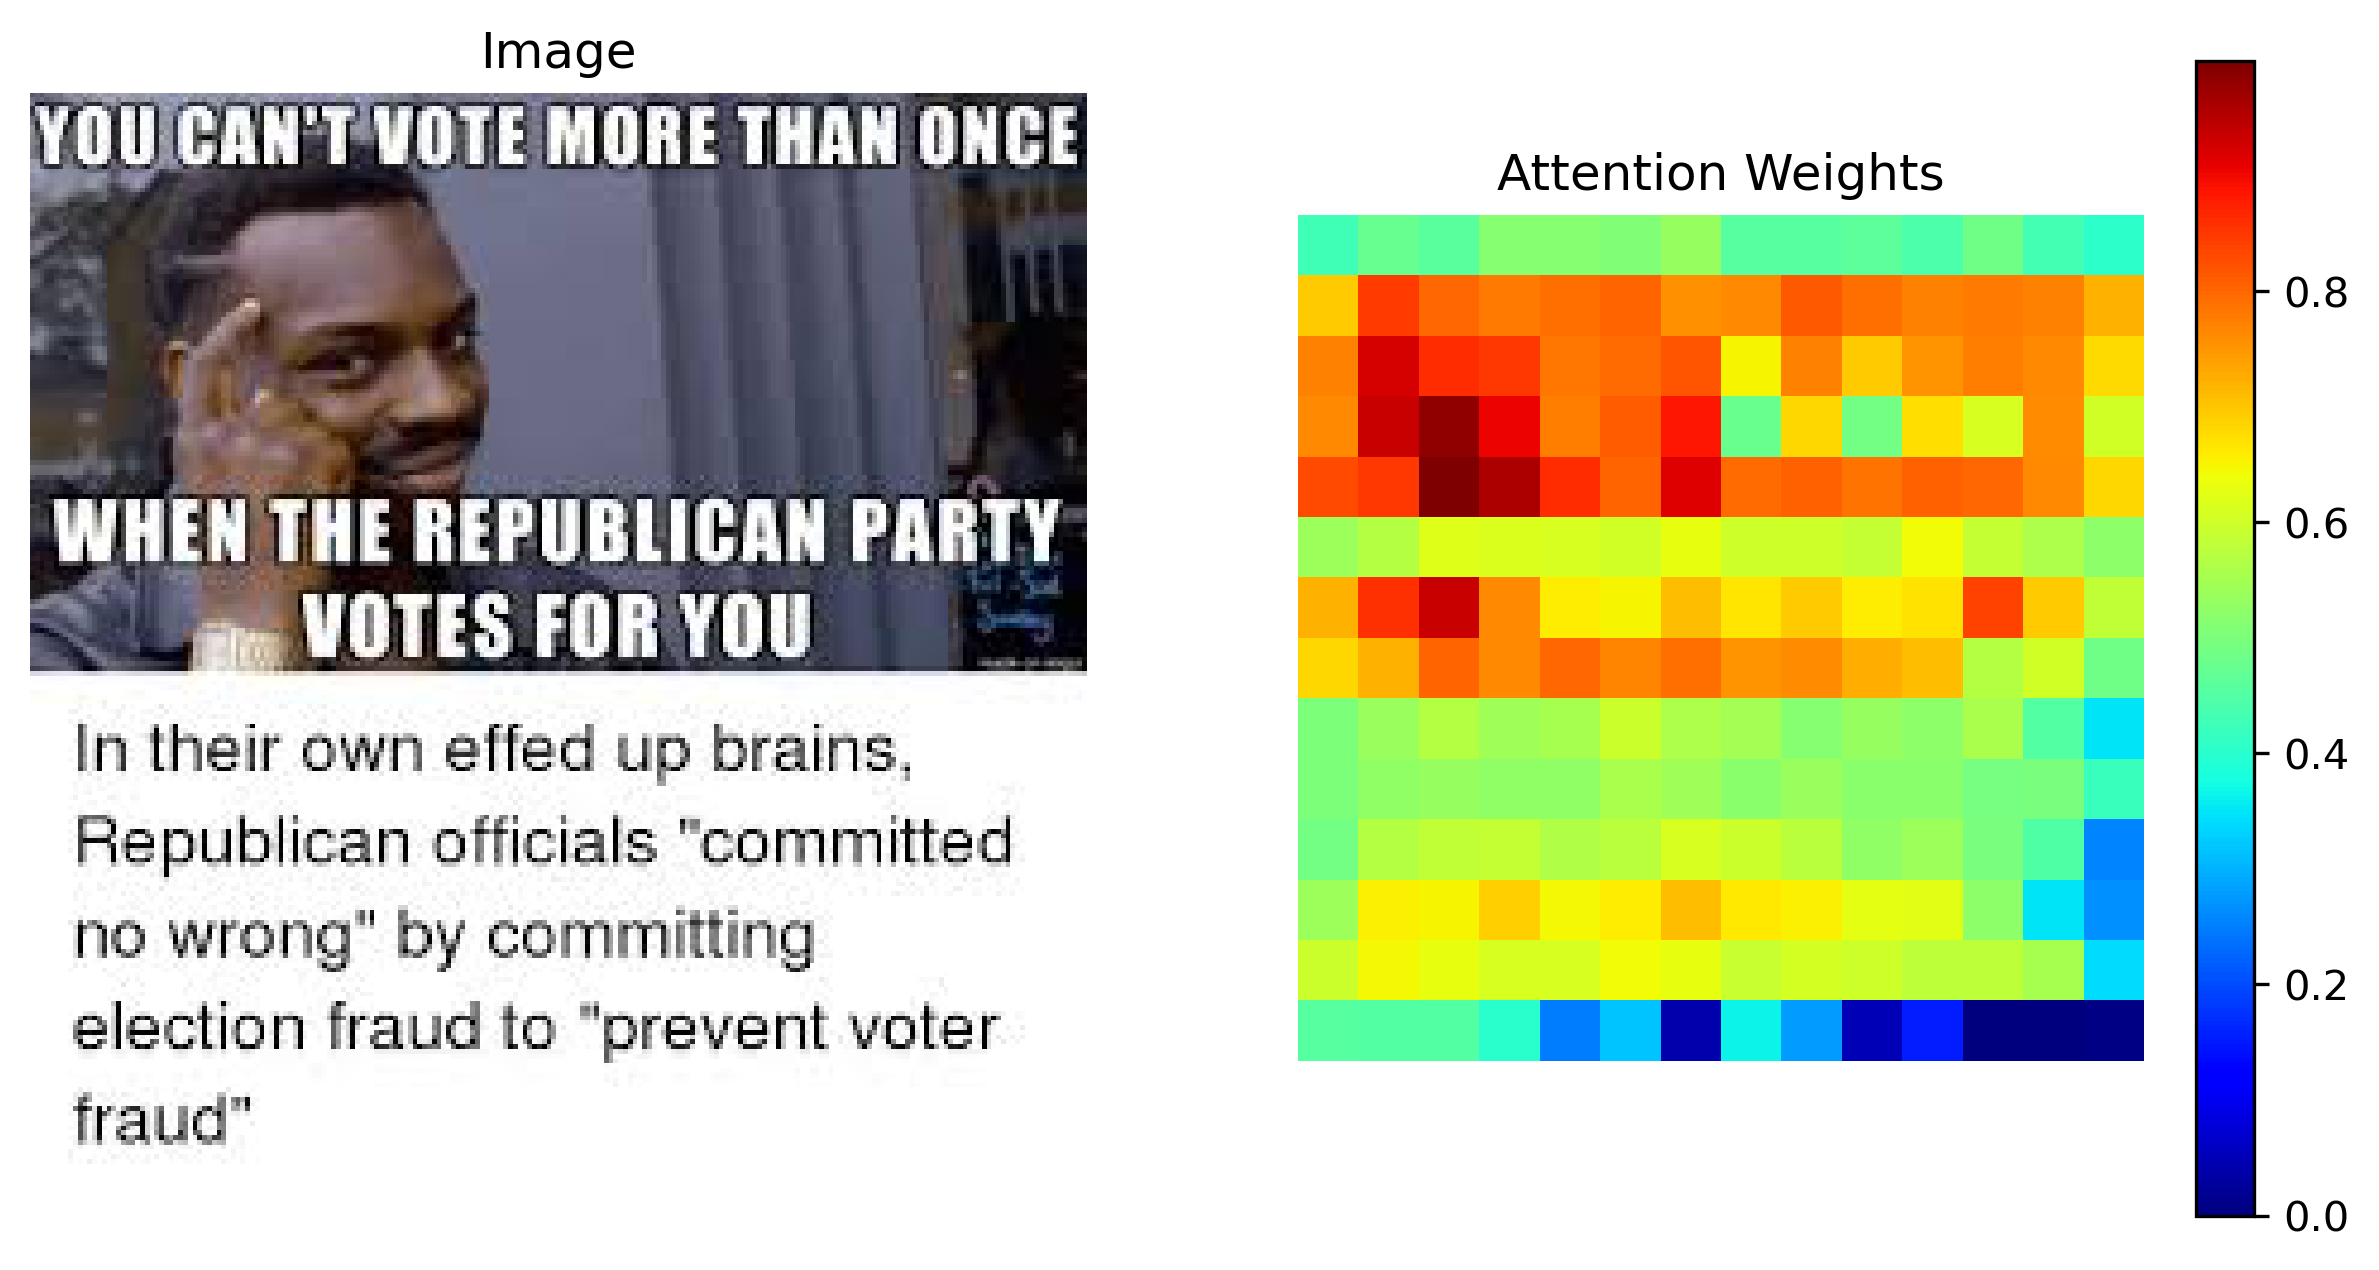 Image
Attention Weights
YOU CAN'T VOTE MORE THAN ONCE
WHEN THE REPUBLICAN PARTY
VOTES FOR YOU
In their own effed up brains,
Republican officials "committed
no wrong" by committing
election fraud to "prevent voter
fraud"
0.8
0.6
0.4
0.2
0.0